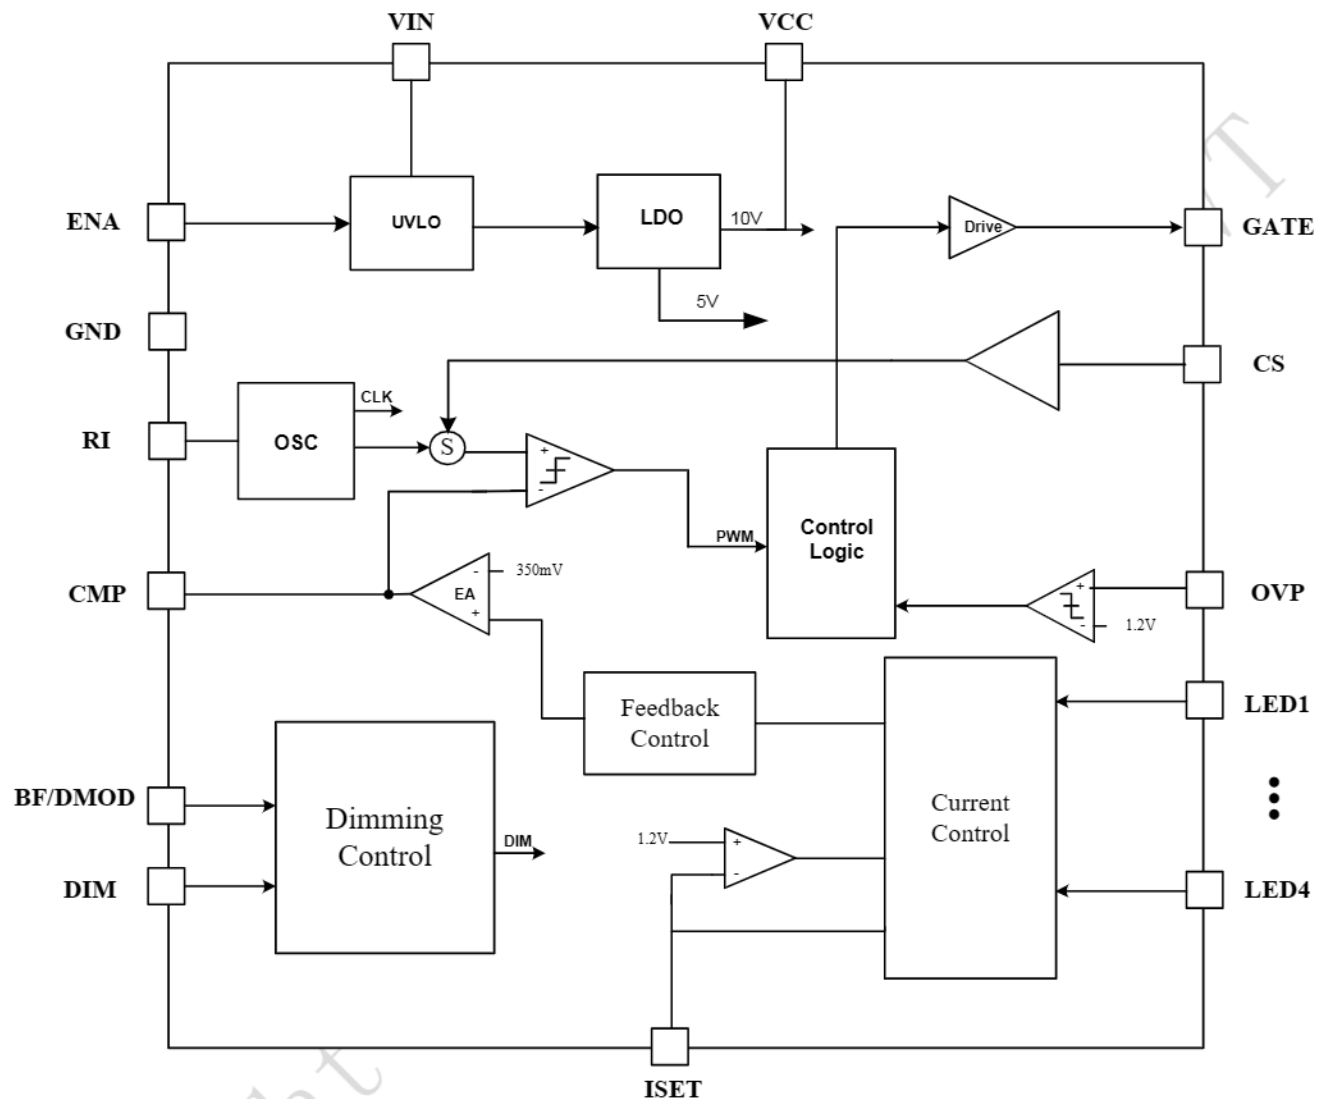 VIN
VCC
ENA
UVLO
LDO
10V
5V
Drive
GATE
GND
CS
RI
OSC
CLK
S
+
-
PWM
Control
Logic
CMP
EA
-
+
350mV
+
-
1.2V
OVP
LED1
Feedback
Control
Current
Control
BF/DMOD
Dimming
Control
DIM
DIM
1.2V
+
-
LED4
ISET